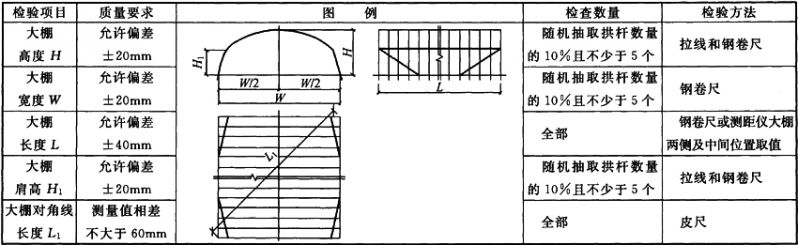 检验项目 质量要求 图 例 检查数量 检验方法
大棚
高度 H
允许偏差
±20mm
H₁
H
W/2 W/2
W
L
随机抽取拱杆数量
的 10%且不少于 5 个
拉线和钢卷尺
大棚
宽度 W
允许偏差
±20mm
随机抽取拱杆数量
的 10%且不少于 5 个
钢卷尺
大棚
长度 L
允许偏差
±40mm
L₁
全部
钢卷尺或测距仪大棚
两侧及中间位置取值
大棚
肩高 H₁
允许偏差
±20mm
随机抽取拱杆数量
的 10%且不少于 5 个
拉线和钢卷尺
大棚对角线
长度 L₁
测量值相差
不大于 60mm
全部
皮尺